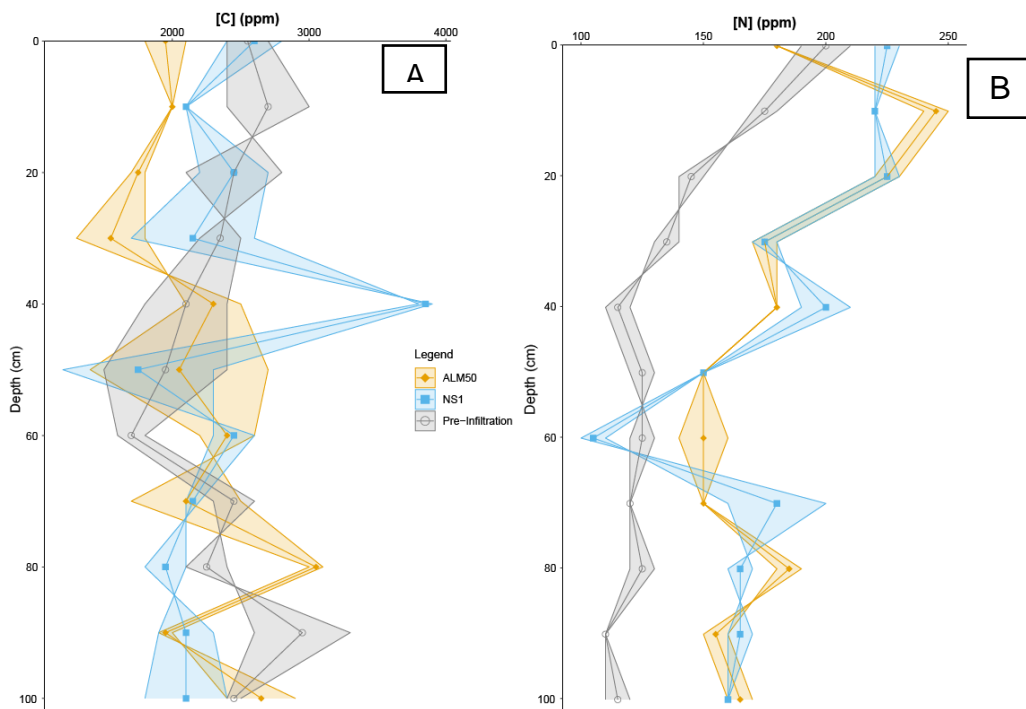 [C] (ppm)
2000 3000 4000
0
20
40
60
80
100
Depth (cm)
A
Legend
ALM50
NS1
Pre−Infiltration
[N] (ppm)
100 150 200 250
0
20
40
60
80
100
Depth (cm)
B